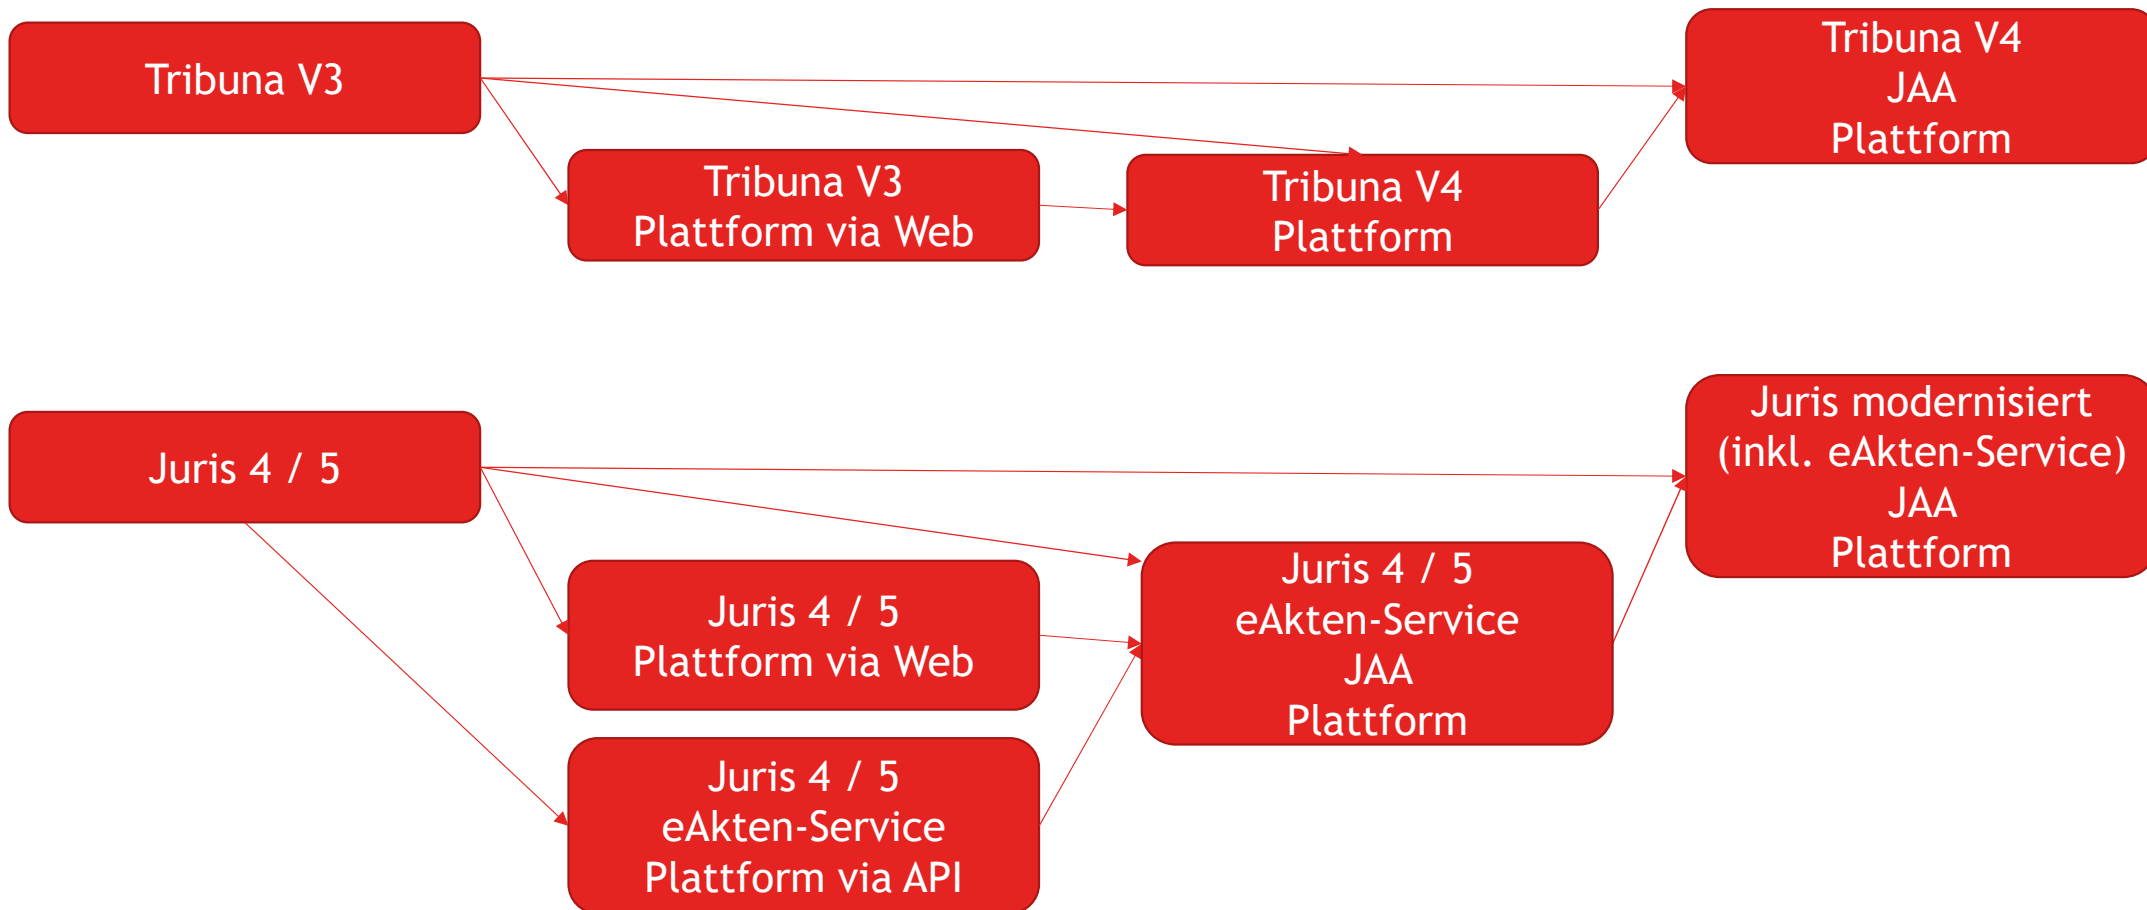 Tribuna V3
Tribuna V3
Plattform via Web
Tribuna V4
Plattform
Tribuna V4
JAA
Plattform
Juris 4 / 5
Juris 4 / 5
Plattform via Web
Juris 4 / 5
eAkten-Service
Plattform via API
Juris 4 / 5
eAkten-Service
JAA
Plattform
Juris modernisiert
(inkl. eAkten-Service)
JAA
Plattform